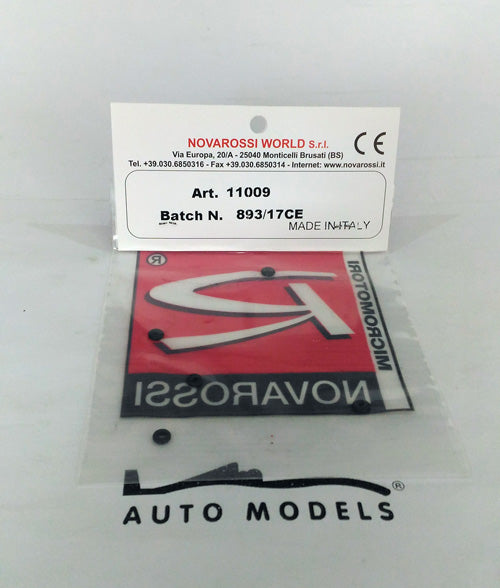 NOVAROSSI WORLD S.r.l.
Via Europa, 20/A - 25040 Monticelli Brusati (BS)
Tel. +39.030.6850316 - Fax +39.030.6850314 - Internet: www.novarossi.it
CE
Art. 11009
Batch N. 893/17CE
MADE IN ITALY
®
MICROMOTORI
NOVAROSSI
®
AUTO MODELS